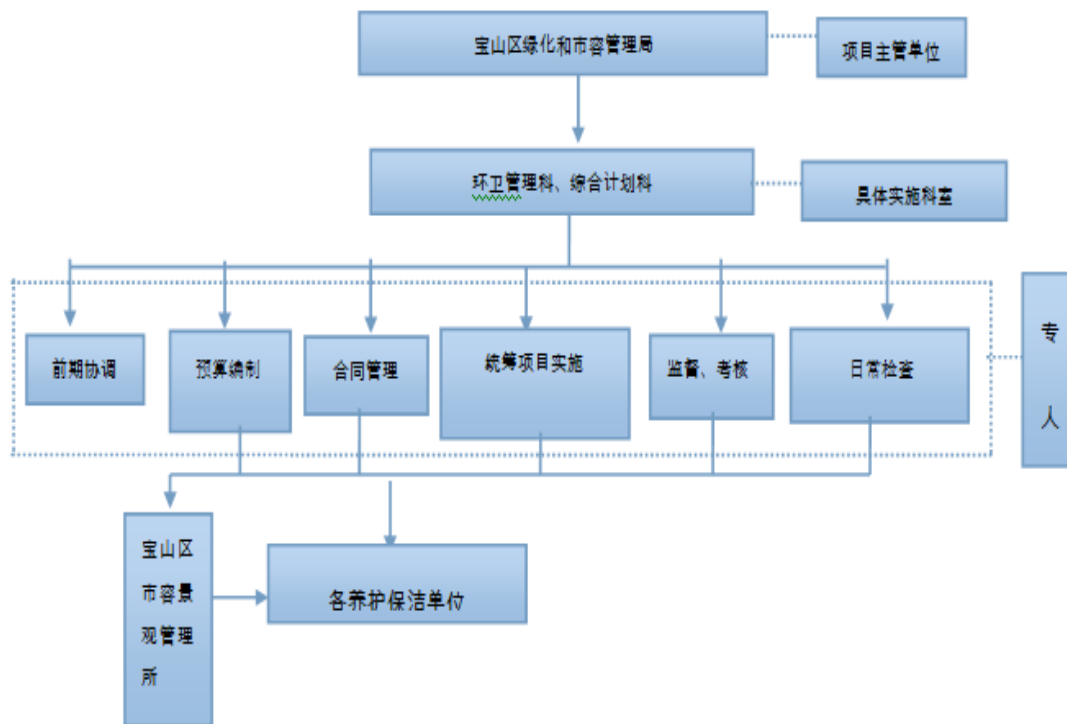 宝山区绿化和市容管理局
项目主管单位
环卫管理科、综合计划科
具体实施科室
前期协调
预算编制
合同管理
统筹项目实施
监督、考核
日常检查
专
人
宝山区
市容景
观管理
所
各养护保洁单位